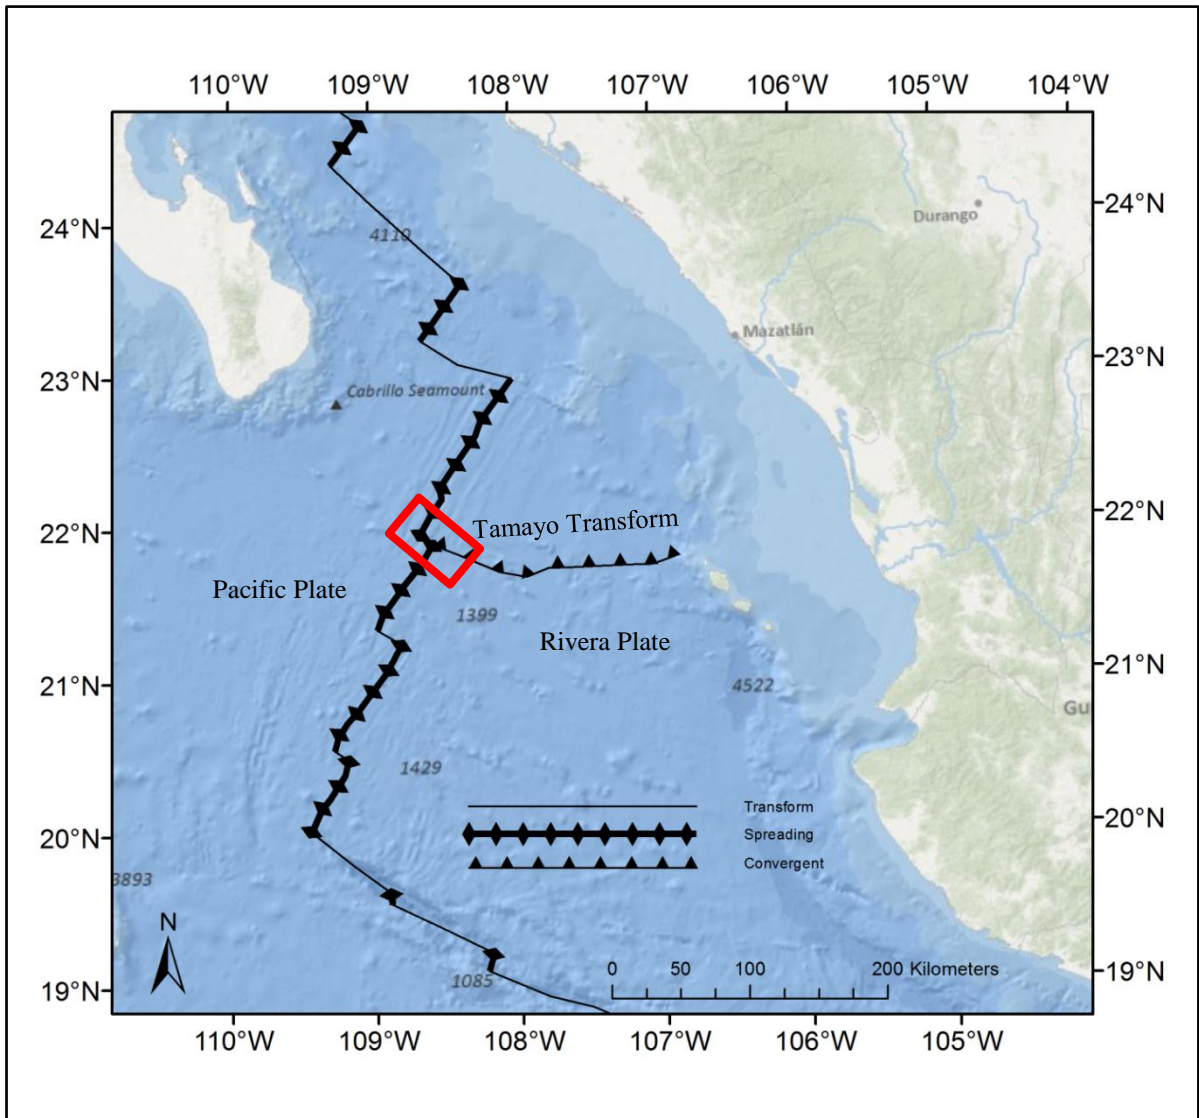 110°W 109°W 108°W 107°W 106°W 105°W 104°W
24°N 24°N
4110
Durango
Mazatlán
23°N 23°N
Cabrillo Seamount
22°N 22°N
Tamayo Transform
Pacific Plate
1399
Rivera Plate
21°N 21°N
4522
Gu
1429
20°N 20°N
Transform
Spreading
Convergent
3893
N
0 50 100 200 Kilometers
1085
19°N 19°N
110°W 109°W 108°W 107°W 106°W 105°W